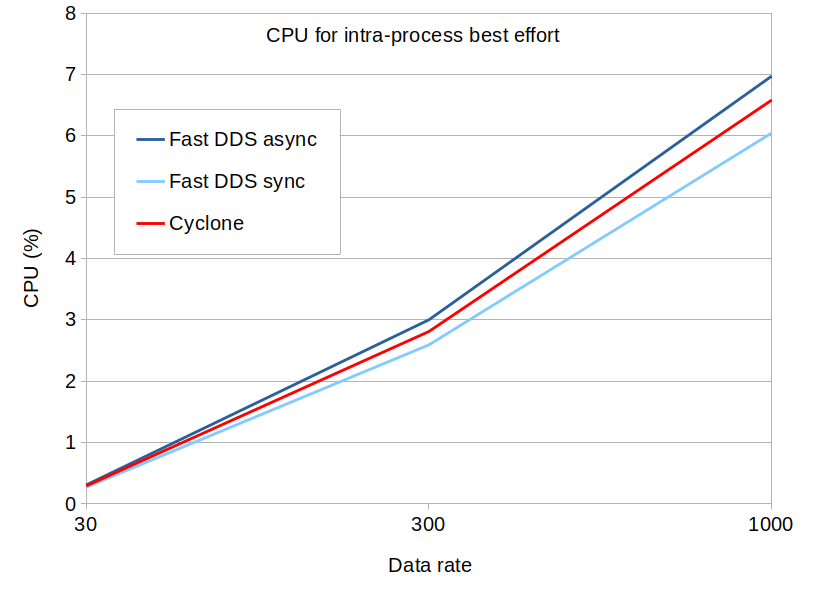 CPU for intra-process best effort
8
7
6
5
4
3
2
1
0
CPU (%)
Fast DDS async
Fast DDS sync
Cyclone
30 300 1000
Data rate